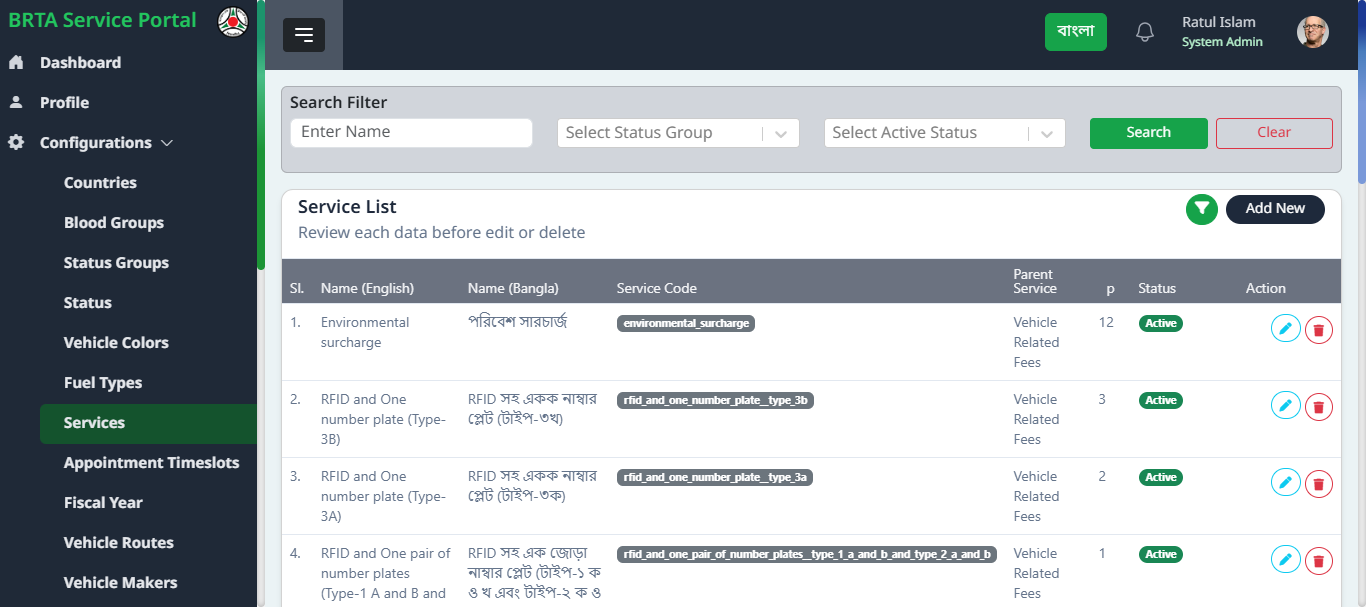 BRTA Service Portal
Dashboard
Profile
Configurations
Countries
Blood Groups
Status Groups
Status
Vehicle Colors
Fuel Types
Services
Appointment Timeslots
Fiscal Year
Vehicle Routes
Vehicle Makers
বাংলা
Ratul Islam
System Admin
Search Filter
Enter Name
Select Status Group
Select Active Status
Search
Clear
Service List
Review each data before edit or delete
Add New
Sl.
Name (English)
Name (Bangla)
Service Code
Parent
Service
p
Status
Action
1.
Environmental
surcharge
পরিবেশ সারচার্জ
environmental_surcharge
Vehicle
Related
Fees
12
Active
2.
RFID and One
number plate (Type-
3B)
RFID সহ একক নাম্বার
প্লেট (টাইপ-৩খ)
rfid_and_one_number_plate__type_3b
Vehicle
Related
Fees
3
Active
3.
RFID and One
number plate (Type-
3A)
RFID সহ একক নাম্বার
প্লেট (টাইপ-৩ক)
rfid_and_one_number_plate__type_3a
Vehicle
Related
Fees
2
Active
4.
RFID and One pair of
number plates
(Type-1 A and B and
RFID সহ এক জোড়া
নাম্বার প্লেট (টাইপ-১ ক
ও খ এবং টাইপ-২ ক ও
rfid_and_one_pair_of_number_plates__type_1_a_and_b_and_type_2_a_and_b
Vehicle
Related
Fees
1
Active